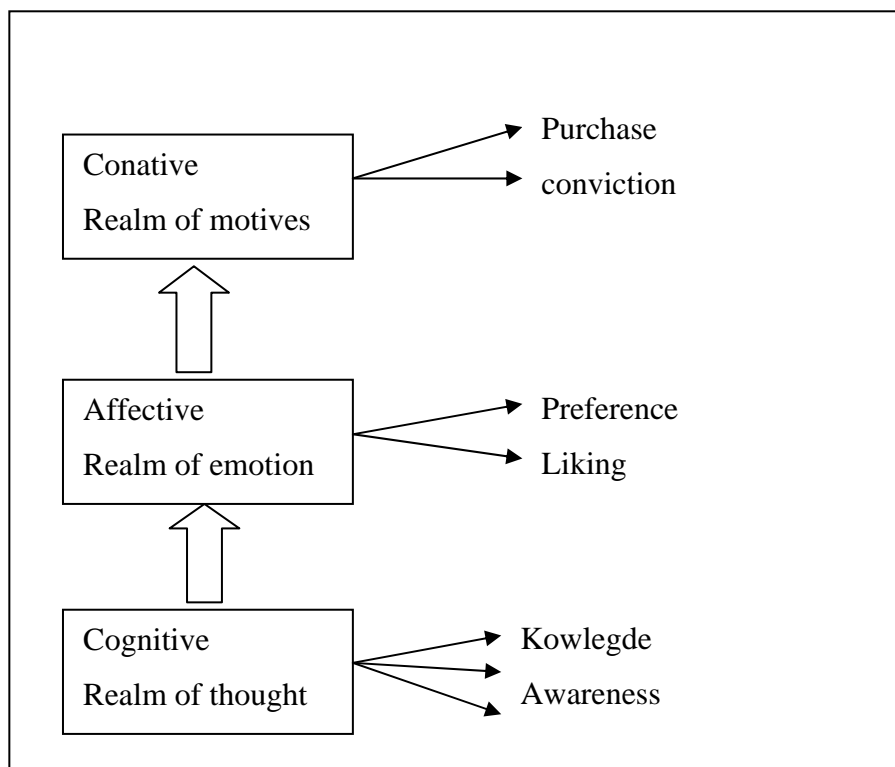 Purchase
Conative
conviction
Realm of motives
Affective
Preference
Realm of emotion
Liking
Cognitive
Kowlegde
Realm of thought
Awareness